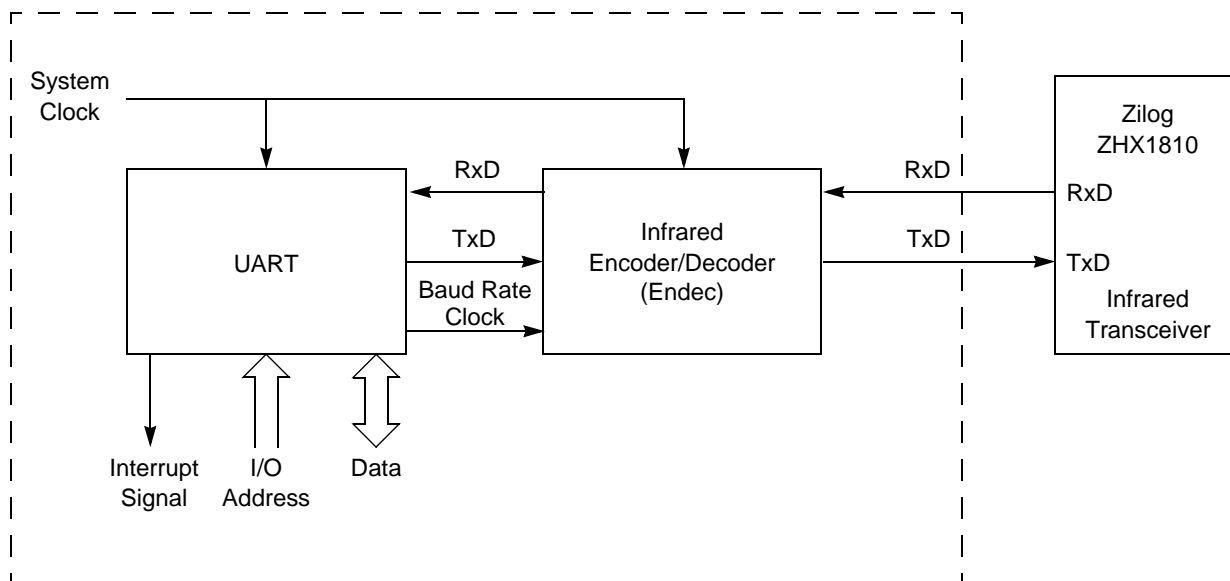 System
Clock
Zilog
ZHX1810
RxD
RxD
RxD
Infrared
Encoder/Decoder
(Endec)
UART
TxD
TxD
TxD
Baud Rate
Clock
Infrared
Transceiver
Interrupt
Signal
I/O
Address
Data